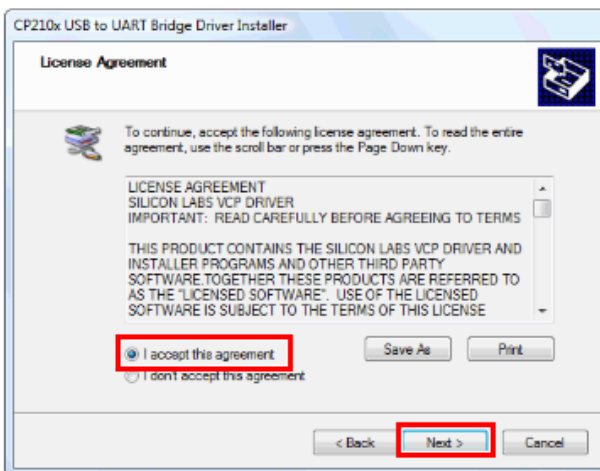 CP210x USB to UART Bridge Driver Installer
License Agreement
To continue, accept the following license agreement. To read the entire
agreement, use the scroll bar or press the Page Down key.
LICENSE AGREEMENT
SILICON LABS VCP DRIVER
IMPORTANT: READ CAREFULLY BEFORE AGREEING TO TERMS
THIS PRODUCT CONTAINS THE SILICON LABS VCP DRIVER AND
INSTALLER PROGRAMS AND OTHER THIRD PARTY
SOFTWARE.TOGETHER THESE PRODUCTS ARE REFERRED TO
AS THE "LICENSED SOFTWARE". USE OF THE LICENSED
SOFTWARE IS SUBJECT TO THE TERMS OF THIS LICENSE
I accept this agreement
Save As
Print
I don't accept this agreement
< Back
Next >
Cancel